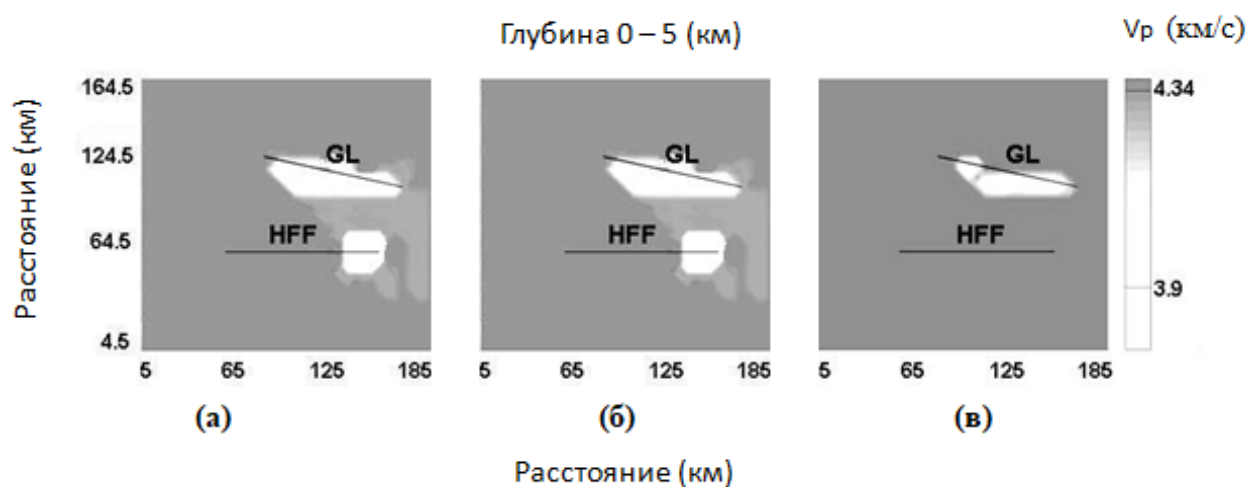 Глубина 0 – 5 (км)
Vp (км/с)
Расстояние (км)
164.5
124.5
64.5
4.5
GL
HFF
5 65 125 185
(а)
GL
HFF
5 65 125 185
(б)
GL
HFF
5 65 125 185
(в)
4.34
3.9
Расстояние (км)